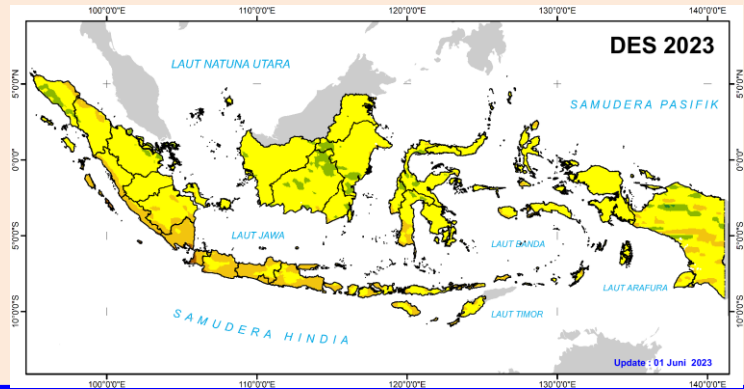 100°0'0"E 110°0'0"E 120°0'0"E 130°0'0"E 140°0'0"E
DES 2023
LAUT NATUNA UTARA
5°0'0"N 5°0'0"N
SAMUDERA PASIFIK
0°0'0" 0°0'0"
LAUT JAWA
LAUT BANDA
5°0'0"S 5°0'0"S
LAUT ARAFURA
LAUT TIMOR
10°0'0"S 10°0'0"S
SAMUDERA HINDIA
Update : 01 Juni 2023
100°0'0"E 110°0'0"E 120°0'0"E 130°0'0"E 140°0'0"E